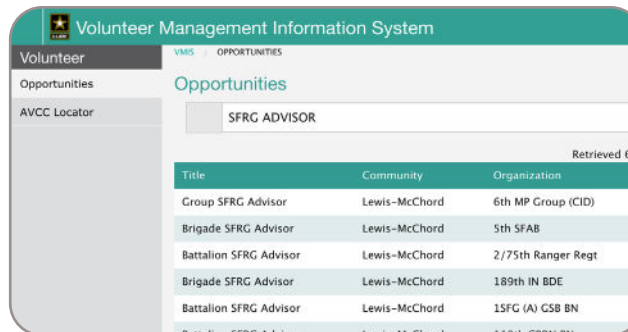 Volunteer Management Information System
Volunteer
VMIS OPPORTUNITIES
Opportunities
Opportunities
AVCC Locator
SFRG ADVISOR
Retrieved 6
Title Community Organization
Group SFRG Advisor Lewis-McChord 6th MP Group (CID)
Brigade SFRG Advisor Lewis-McChord 5th SFAB
Battalion SFRG Advisor Lewis-McChord 2/75th Ranger Regt
Brigade SFRG Advisor Lewis-McChord 189th IN BDE
Battalion SFRG Advisor Lewis-McChord 1SFG (A) GSB BN